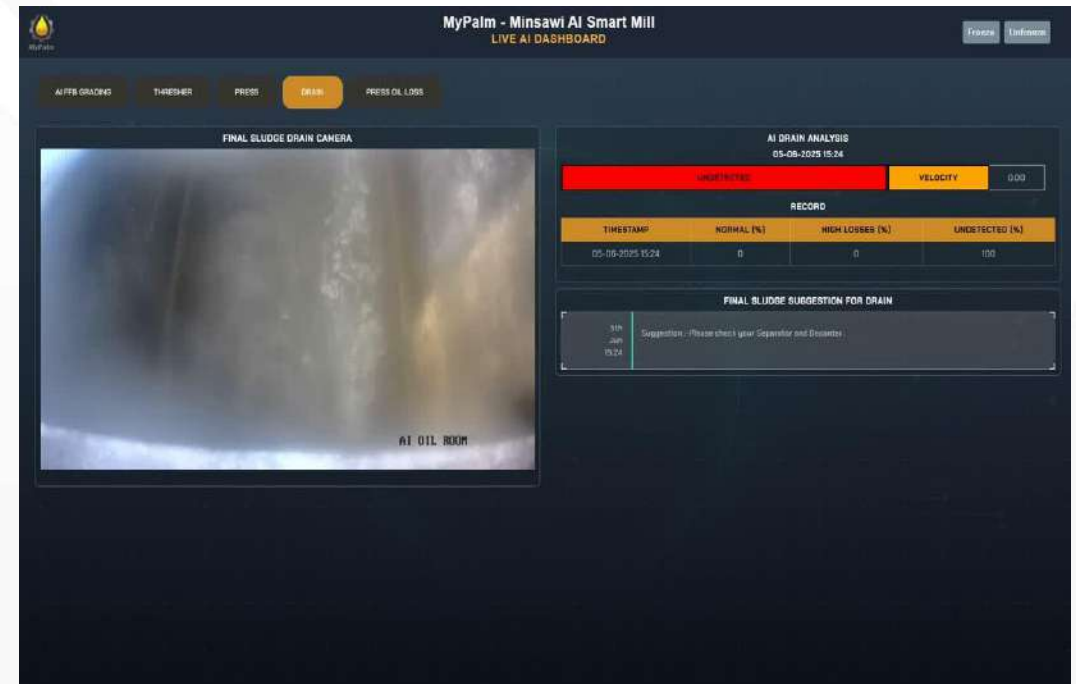 MyPalm - Minsawi AI Smart Mill
LIVE AI DASHBOARD
MyPalm
Freeze Unfreeze
AI FFB GRADING THRESHER PRESS DRAIN PRESS OIL LOSS
FINAL SLUDGE DRAIN CAMERA
AI OIL ROOM
AI DRAIN ANALYSIS
05-06-2025 15:24
UNDETECTED VELOCITY 0.00
RECORD
TIMESTAMP NORMAL (%) HIGH LOSSES (%) UNDETECTED (%)
05-06-2025 15:24 0 0 100
FINAL SLUDGE SUGGESTION FOR DRAIN
5th
Jun
15:24
Suggestion:- Please check your Separator and Decanter